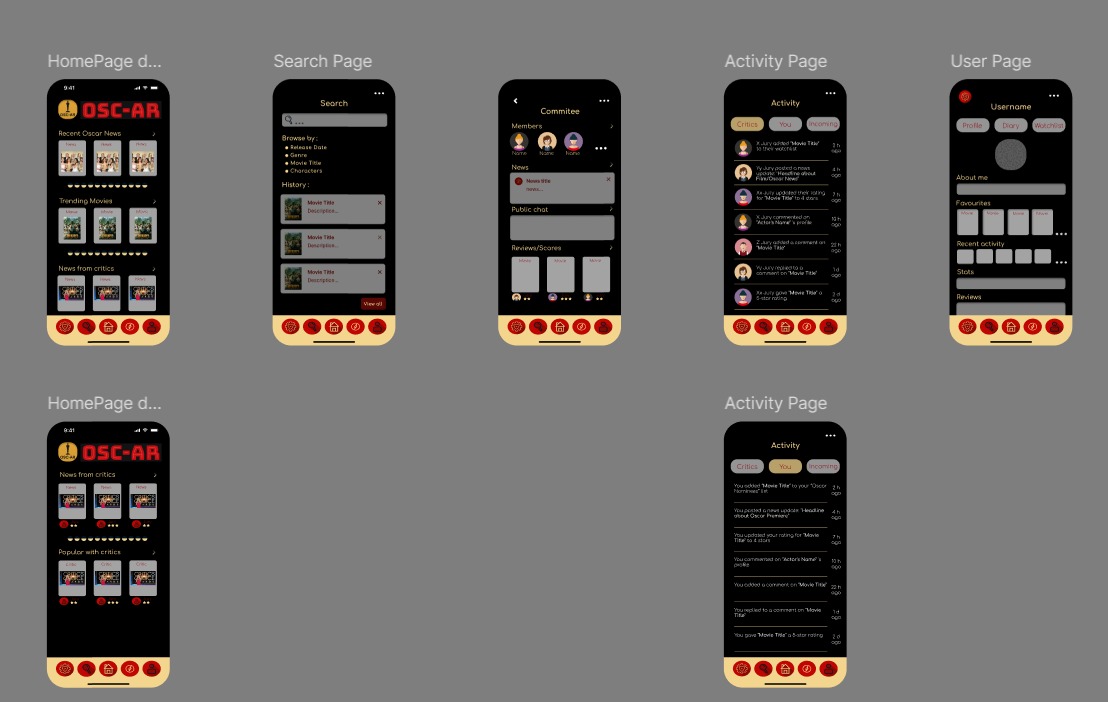 HomePage d...
9:41
OSC-AR
OSC-AR
Recent Oscar News
News
News
News
Trending Movies
Movie
Movie
Movie
News from critics
News
News
News
Search Page
Search
...
Browse by :
Release Date
Genre
Movie Title
Characters
History :
Movie Title
Description...
Movie Title
Description...
Movie Title
Description...
View all
Commitee
Members
Name
Name
Name
News
News title
news...
Public chat
Reviews/Scores
Movie
Movie
Movie
Activity Page
Activity
Critics
You
Incoming
X Jury added "Movie Title"
to their watchlist
2 h
ago
Yy Jury posted a news
update: "Headline about
Film/Oscar News"
4 h
ago
Xx Jury updated their rating
for "Movie Title" to 4 stars
7 h
ago
X Jury commented on
"Actor's Name" s profile
10 h
ago
Z Jury added a comment on
"Movie Title"
22 h
ago
Yy Jury replied to a
comment on "Movie Title"
1 d
ago
Xx Jury gave "Movie Title" a
5-star rating
2 d
ago
User Page
Username
Profile
Diary
Watchlist
About me
Favourites
Movie
Movie
Movie
Movie
Recent activity
Stats
Reviews
HomePage d...
9:41
OSC-AR
OSC-AR
News from critics
News
News
News
Popular with critics
Critic
Critic
Critic
Activity Page
Activity
Critics
You
Incoming
You added "Movie Title" to your "Oscar
Nominees" list
2 h
ago
You posted a news update: "Headline
about Oscar Premiere"
4 h
ago
You updated your rating for "Movie
Title" to 4 stars
7 h
ago
You commented on "Actor's Name" s
profile
10 h
ago
You added a comment on "Movie Title"
22 h
ago
You replied to a comment on "Movie
Title"
1 d
ago
You gave "Movie Title" a 5-star rating
2 d
ago